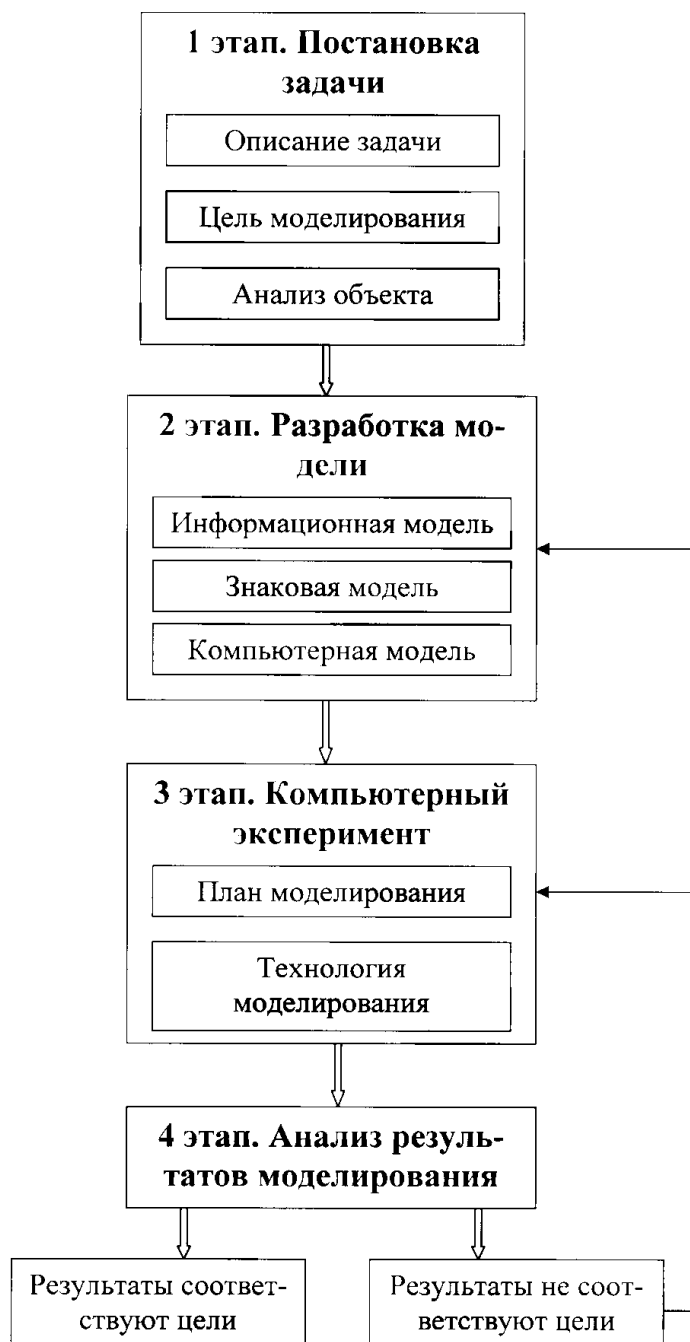 1 этап. Постановка
задачи
Описание задачи
Цель моделирования
Анализ объекта
2 этап. Разработка мо-
дели
Информационная модель
Знаковая модель
Компьютерная модель
3 этап. Компьютерный
эксперимент
План моделирования
Технология
моделирования
4 этап. Анализ резуль-
татов моделирования
Результаты соответ-
ствуют цели
Результаты не соот-
ветствуют цели